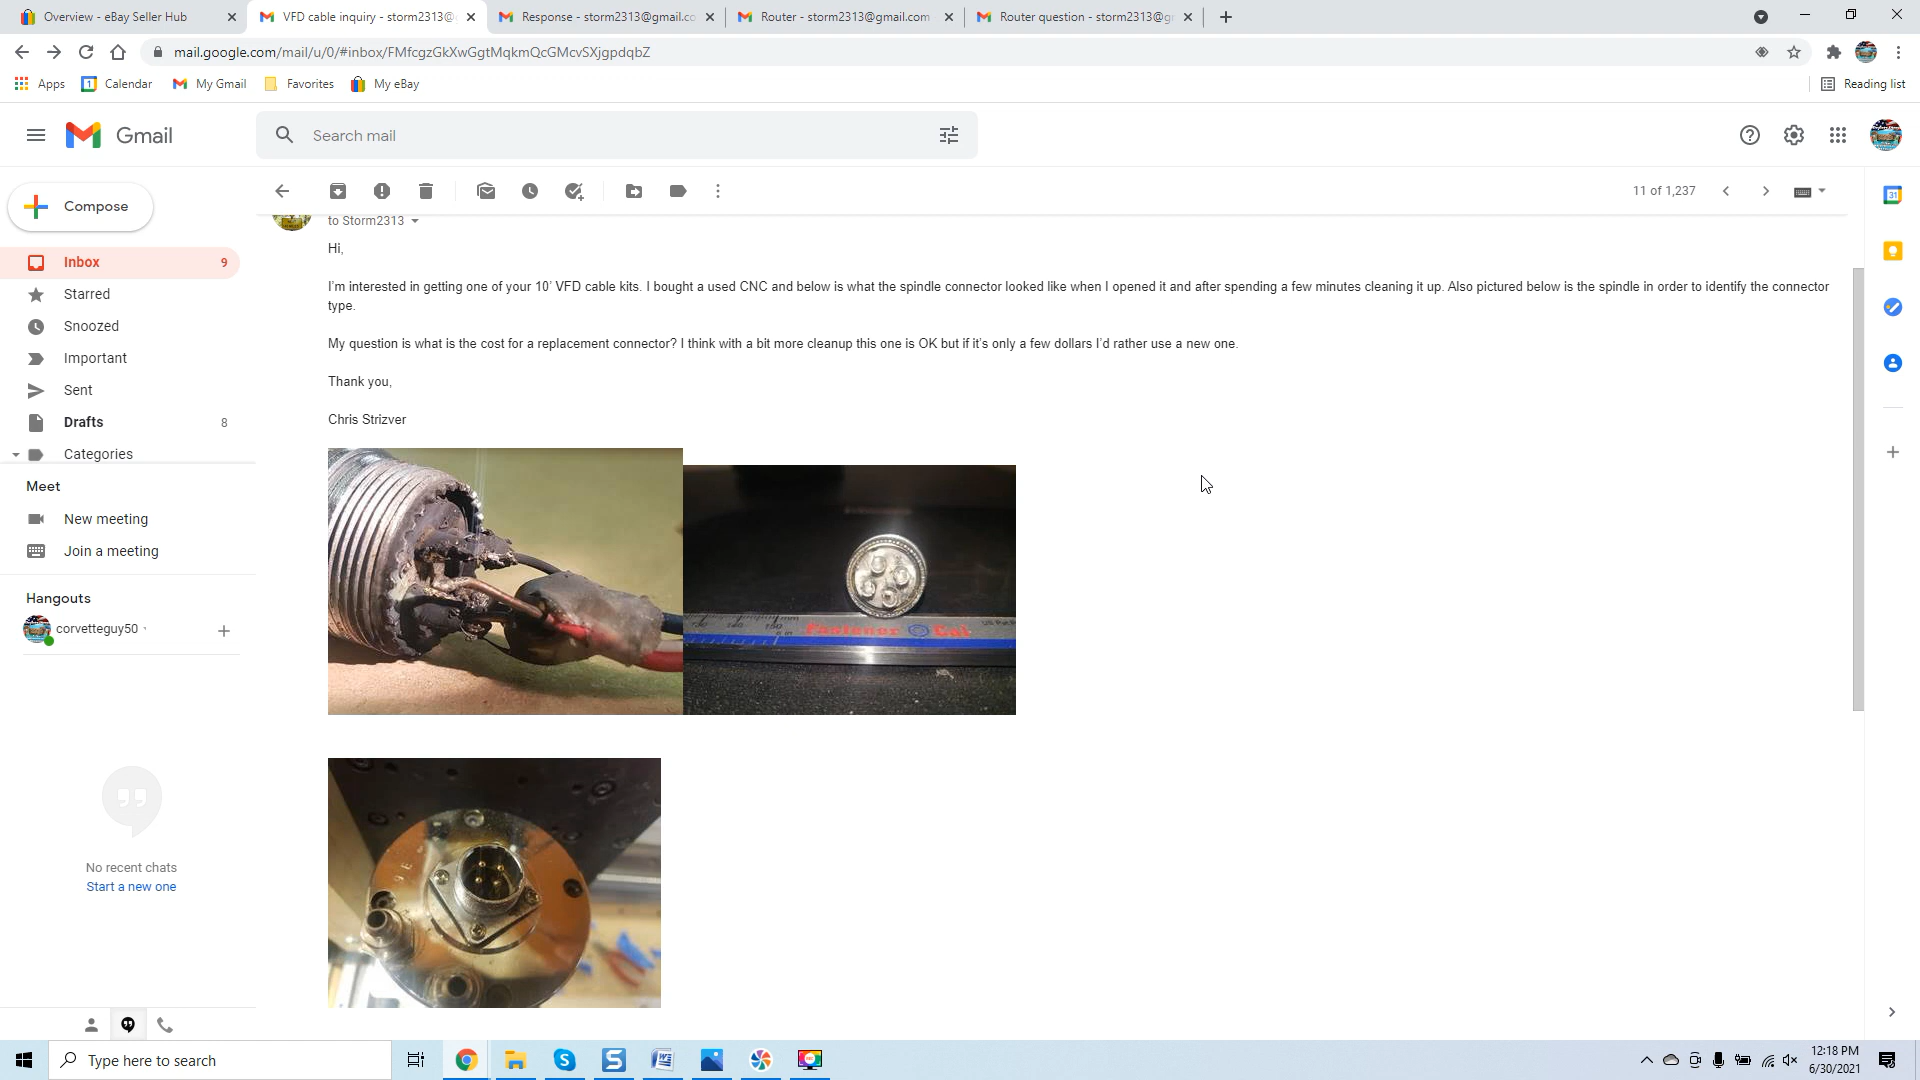 Overview - eBay Seller Hub
VFD cable inquiry - storm2313@
Response - storm2313@gmail.co
Router - storm2313@gmail.com
Router question - storm2313@g
mail.google.com/mail/u/0/#inbox/FMfcgzGkXwGgtMqkmQcGMcvSXjgpdqbZ
Apps
Calendar
My Gmail
Favorites
My eBay
Reading list
Gmail
Search mail
Compose
11 of 1,237
to Storm2313
Inbox 9
Starred
Snoozed
Important
Sent
Drafts 8
Categories
Meet
New meeting
Join a meeting
Hangouts
corvetteguy50
No recent chats
Start a new one
Hi,
I'm interested in getting one of your 10' VFD cable kits. I bought a used CNC and below is what the spindle connector looked like when I opened it and after spending a few minutes cleaning it up. Also pictured below is the spindle in order to identify the connector
type.
My question is what is the cost for a replacement connector? I think with a bit more cleanup this one is OK but if it's only a few dollars I'd rather use a new one.
Thank you,
Chris Strizver
Type here to search
12:18 PM
6/30/2021